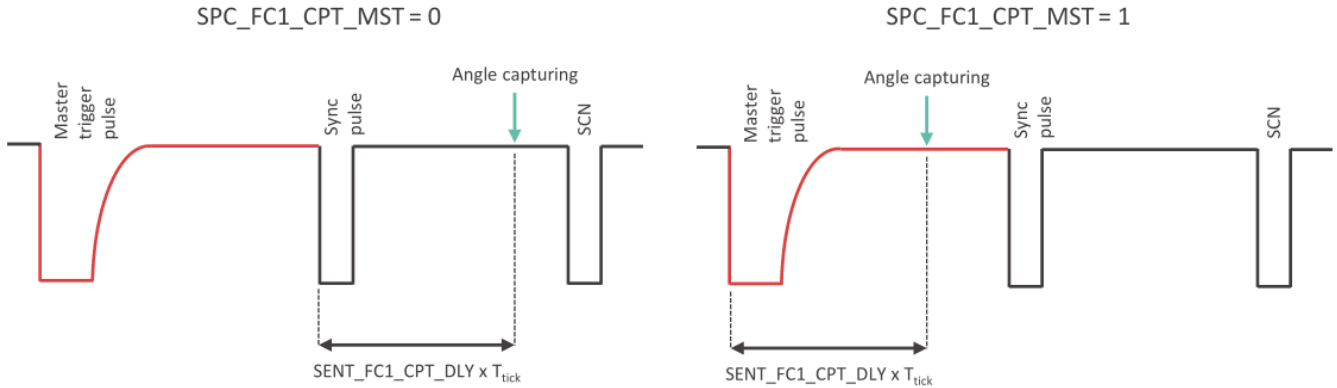 SPC_FC1_CPT_MST = 0
Master
trigger
pulse
Sync
pulse
Angle capturing
SCN
SENT_FC1_CPT_DLY x Ttick
SPC_FC1_CPT_MST = 1
Master
trigger
pulse
Angle capturing
Sync
pulse
SCN
SENT_FC1_CPT_DLY x Ttick